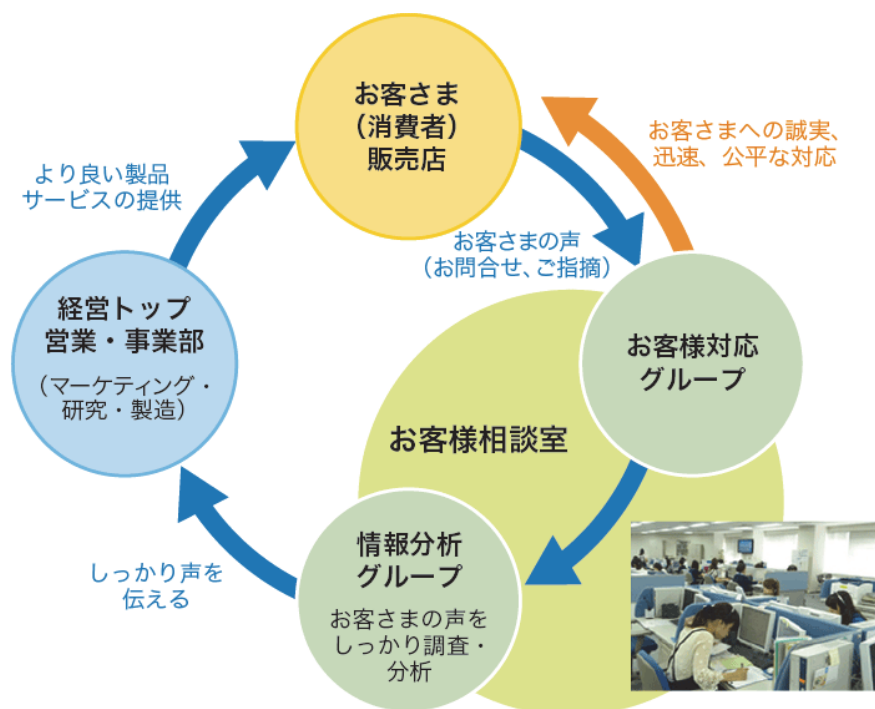 お客さま
（消費者）
販売店
お客さまへの誠実、
迅速、公平な対応
より良い製品
サービスの提供
お客さまの声
（お問合せ、ご指摘）
経営トップ
営業・事業部
（マーケティング・
研究・製造）
お客様対応
グループ
お客様相談室
情報分析
グループ
お客さまの声を
しっかり調査・
分析
しっかり声を
伝える